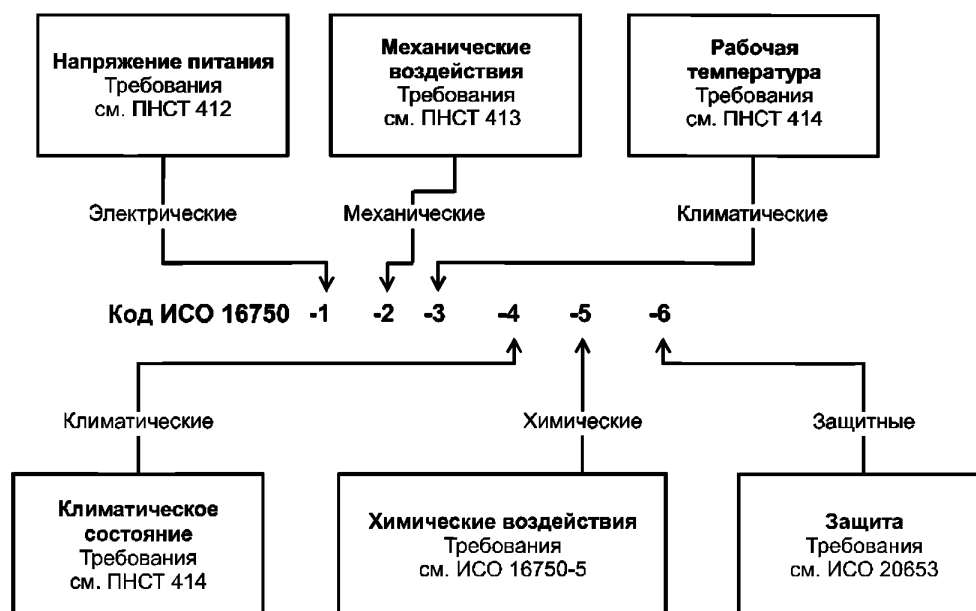 Напряжение питания
Требования
см. ПНСТ 412
Механические
воздействия
Требования
см. ПНСТ 413
Рабочая
температура
Требования
см. ПНСТ 414
Электрические
Механические
Климатические
Код ИСО 16750 -1 -2 -3 -4 -5 -6
Климатические
Химические
Защитные
Климатическое
состояние
Требования
см. ПНСТ 414
Химические воздействия
Требования
см. ИСО 16750-5
Защита
Требования
см. ИСО 20653